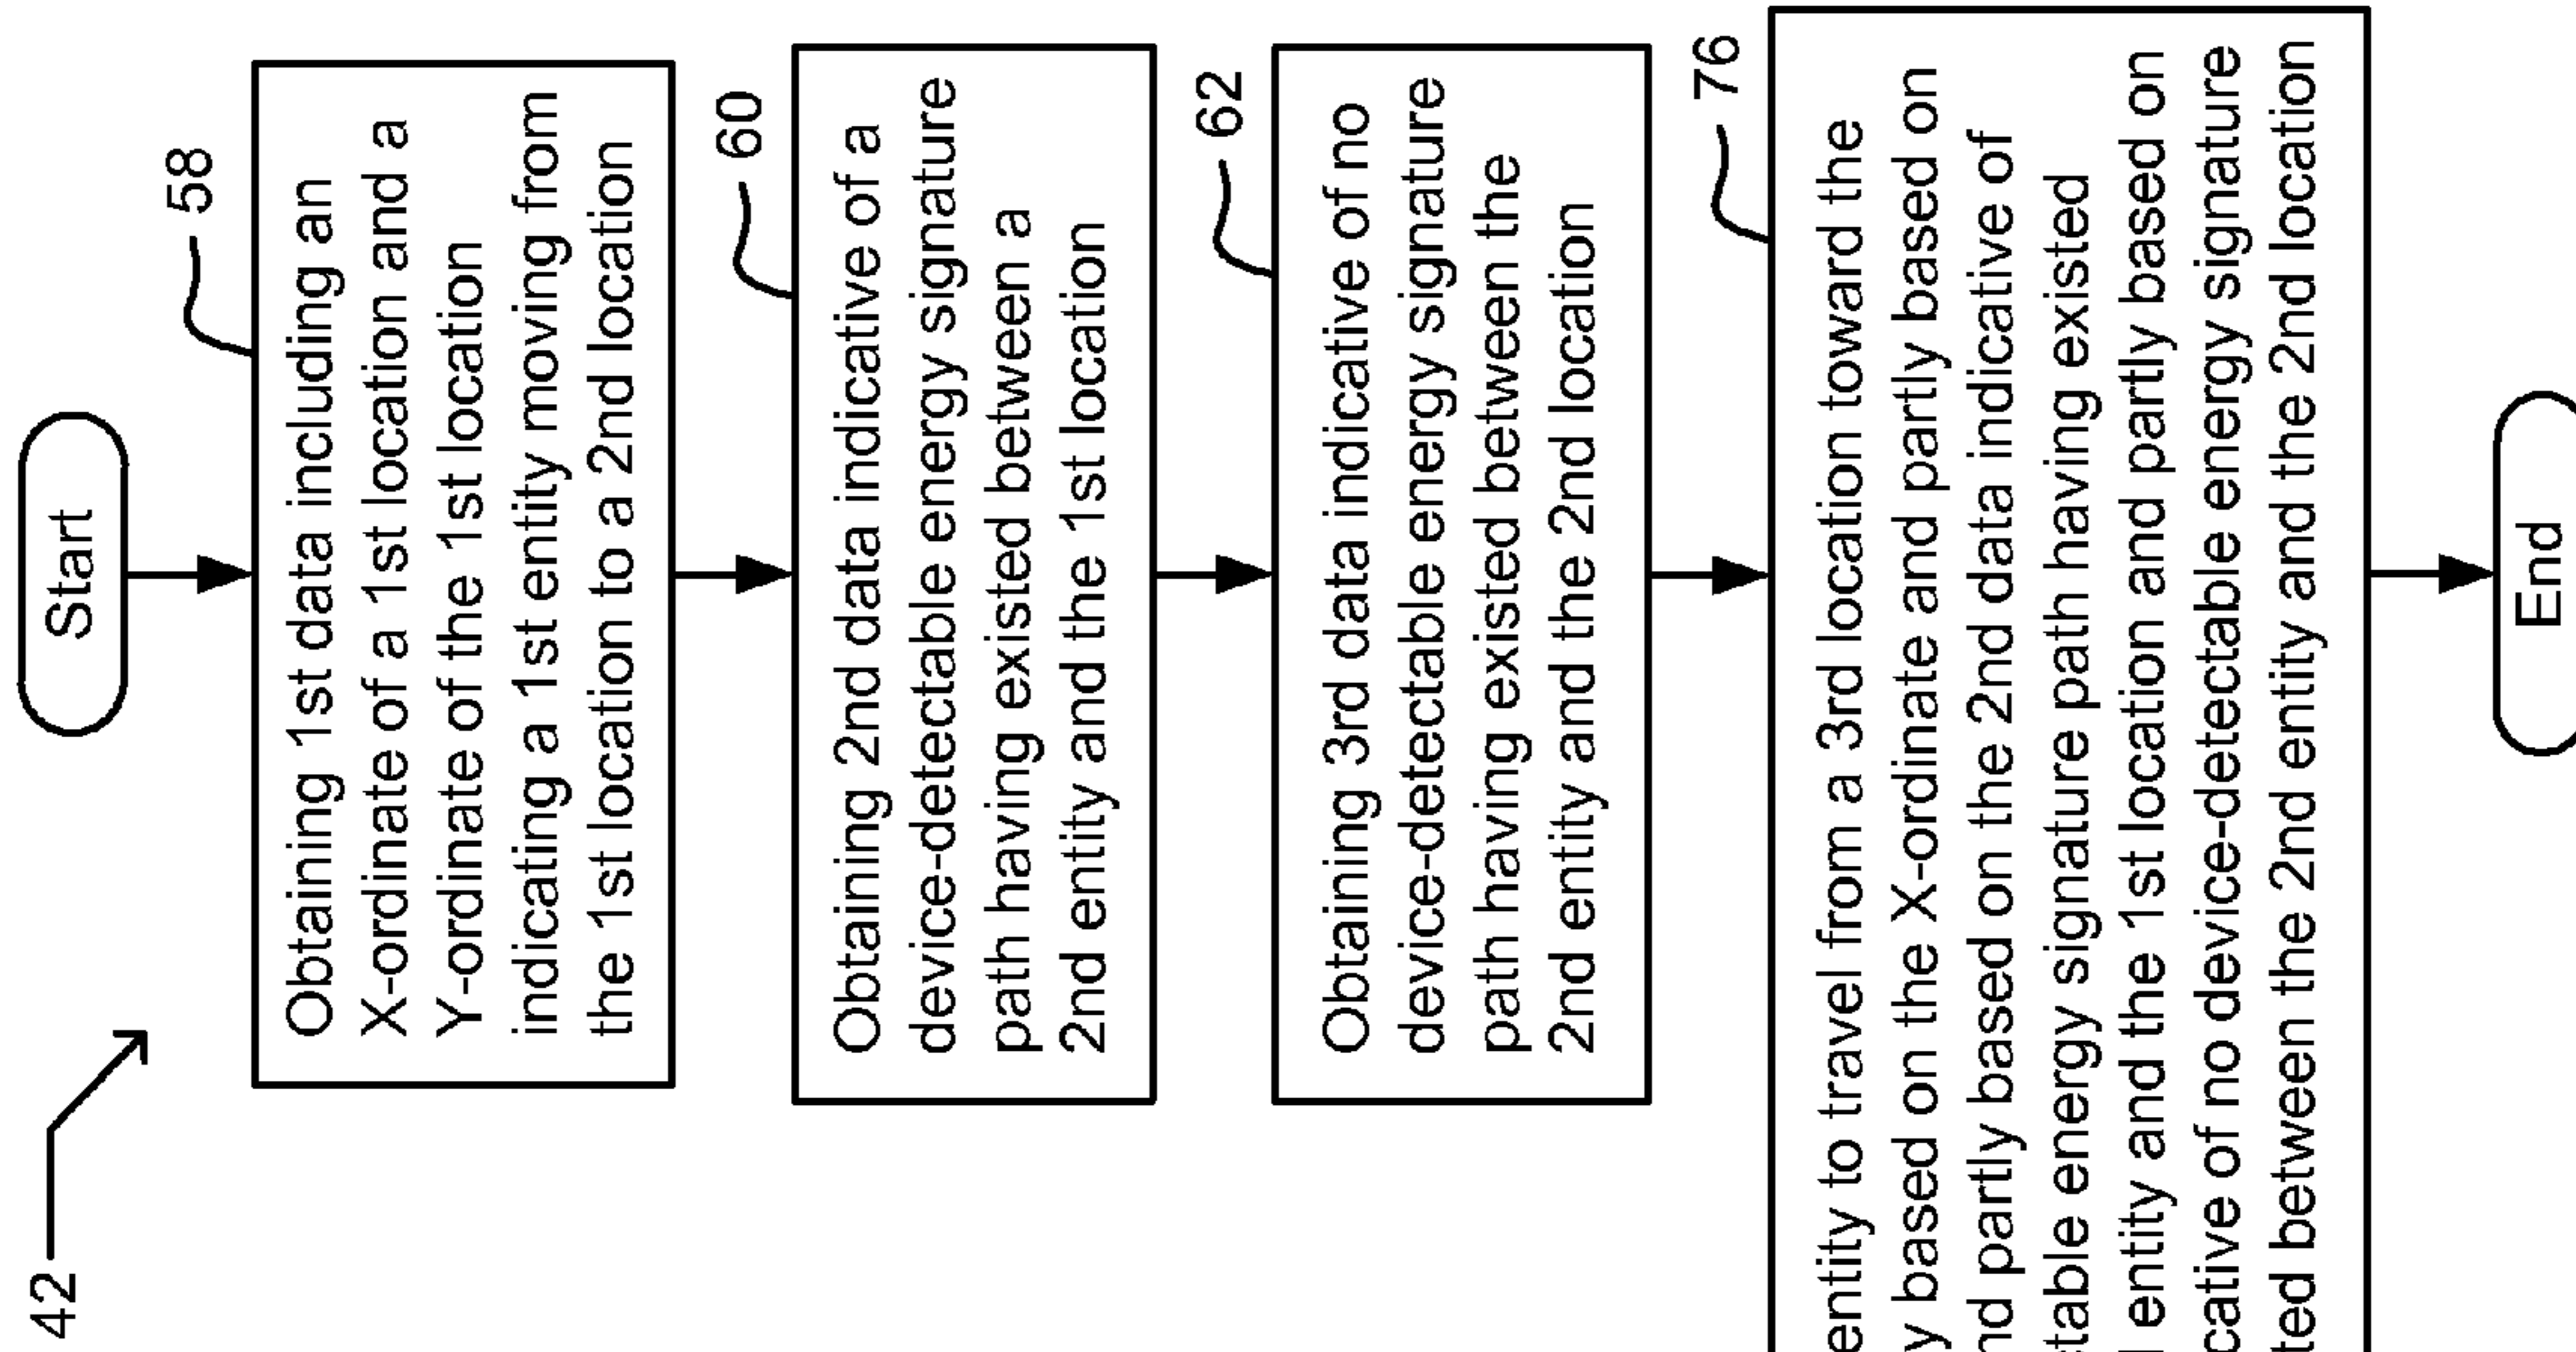 42
Start
58
Obtaining 1st data including an
X-ordinate of a 1st location and a
Y-ordinate of the 1st location
indicating a 1st entity moving from
the 1st location to a 2nd location
60
Obtaining 2nd data indicative of a
device-detectable energy signature
path having existed between a
2nd entity and the 1st location
62
Obtaining 3rd data indicative of no
device-detectable energy signature
path having existed between the
2nd entity and the 2nd location
76
entity to travel from a 3rd location toward the
based on the X-ordinate and partly based on
partly based on the 2nd data indicative of
energy signature path having existed
entity and the 1st location and partly based on
of no device-detectable energy signature
between the 2nd entity and the 2nd location
End